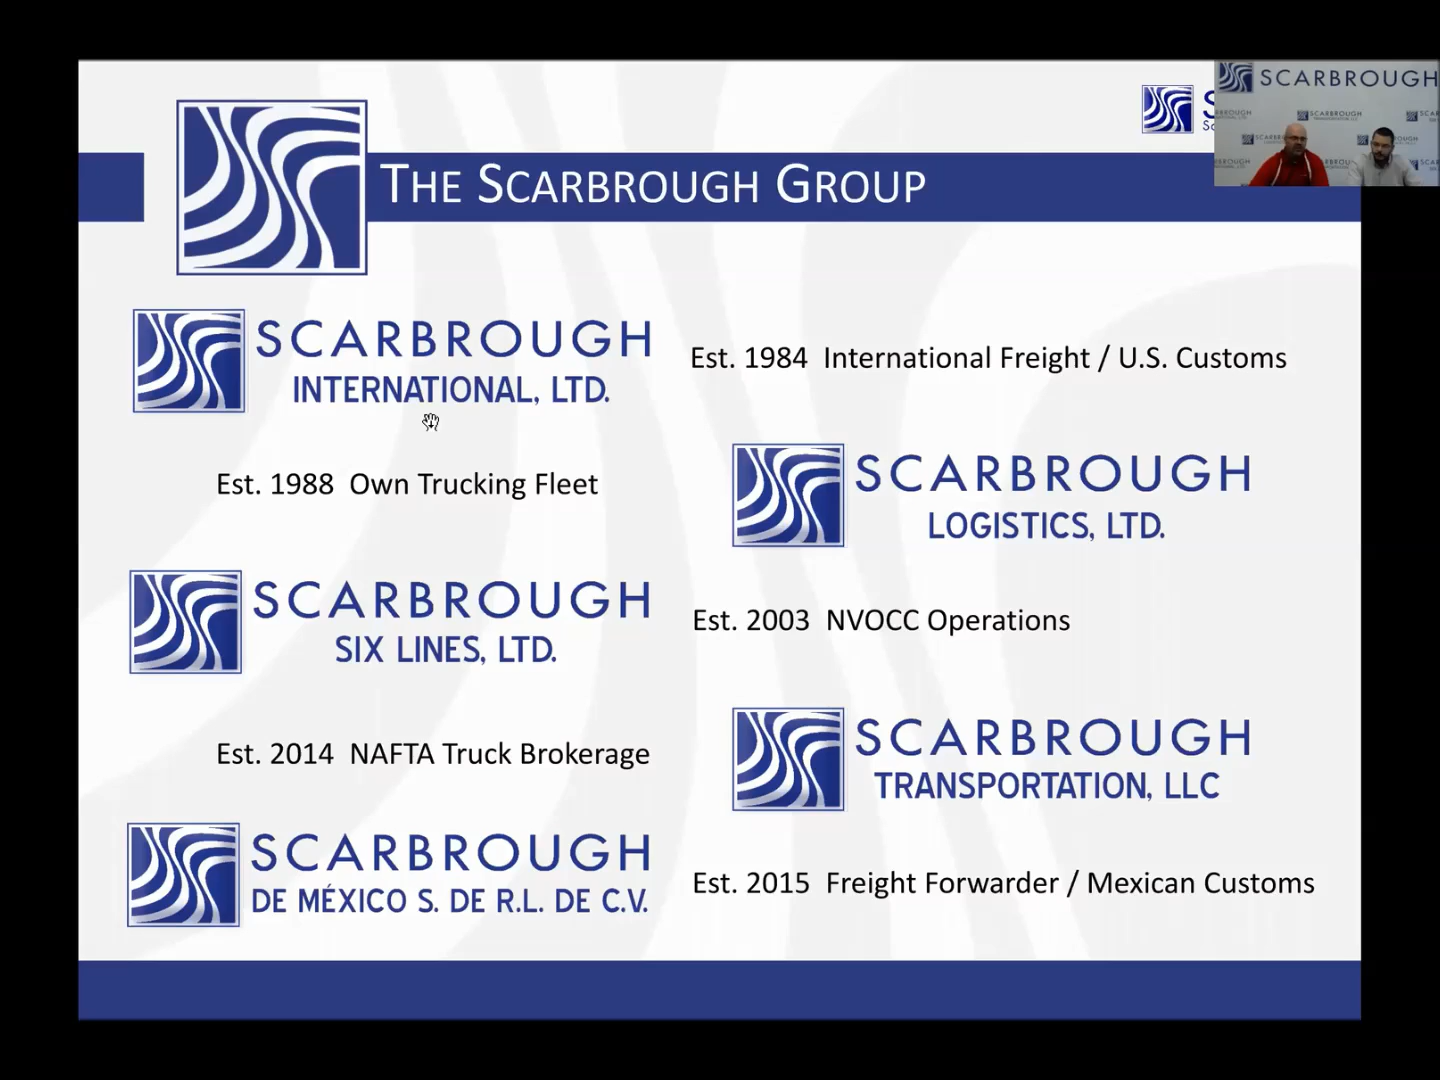 SCARBROUGH
THE SCARBROUGH GROUP
SCARBROUGH
INTERNATIONAL, LTD.
Est. 1984 International Freight / U.S. Customs
Est. 1988 Own Trucking Fleet
SCARBROUGH
LOGISTICS, LTD.
SCARBROUGH
SIX LINES, LTD.
Est. 2003 NVOCC Operations
Est. 2014 NAFTA Truck Brokerage
SCARBROUGH
TRANSPORTATION, LLC
SCARBROUGH
DE MÉXICO S. DE R.L. DE C.V.
Est. 2015 Freight Forwarder / Mexican Customs